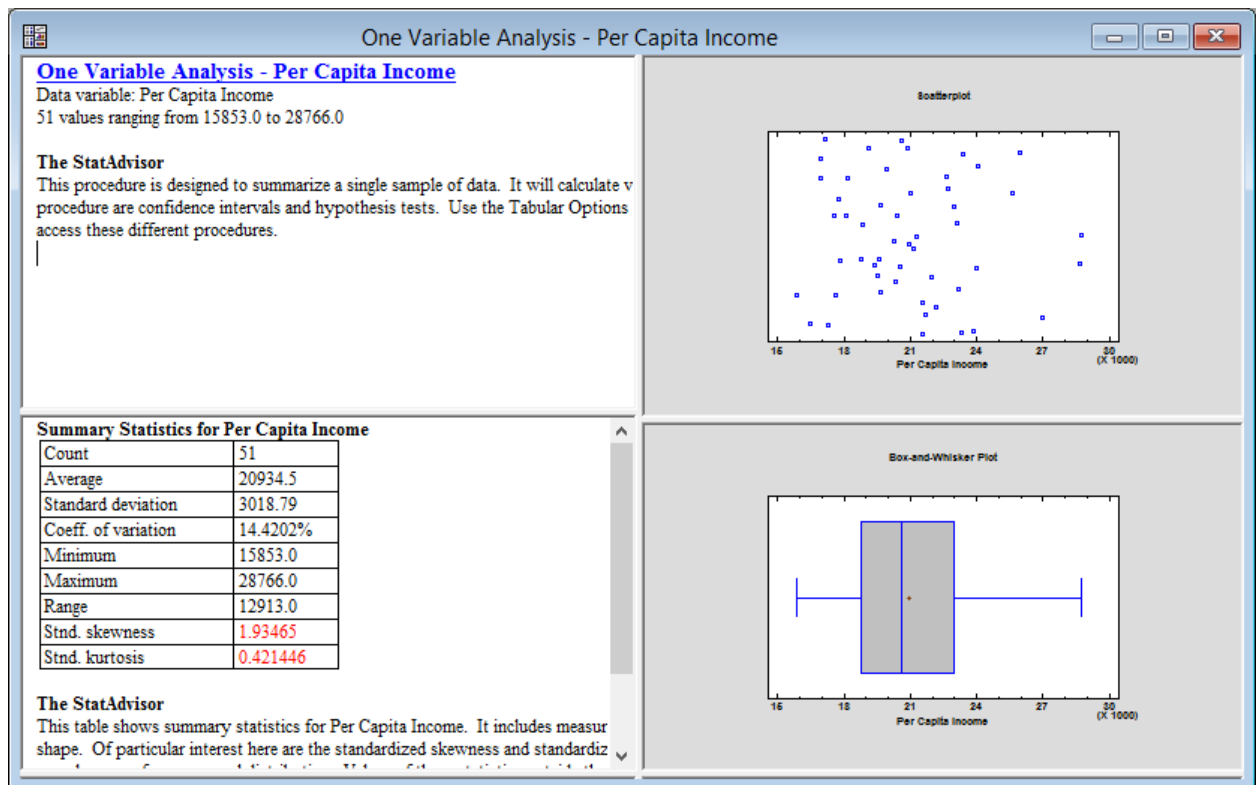 One Variable Analysis - Per Capita Income
One Variable Analysis - Per Capita Income
Data variable: Per Capita Income
51 values ranging from 15853.0 to 28766.0
The StatAdvisor
This procedure is designed to summarize a single sample of data. It will calculate v
procedure are confidence intervals and hypothesis tests. Use the Tabular Options
access these different procedures.
Scatterplot
16 18 21 24 27 30
(X 1000)
Per Capita Income
Summary Statistics for Per Capita Income
Count 51
Average 20934.5
Standard deviation 3018.79
Coeff. of variation 14.4202%
Minimum 15853.0
Maximum 28766.0
Range 12913.0
Stnd. skewness 1.93465
Stnd. kurtosis 0.421446
The StatAdvisor
This table shows summary statistics for Per Capita Income. It includes measur
shape. Of particular interest here are the standardized skewness and standardiz
Box-and-Whisker Plot
16 18 21 24 27 30
(X 1000)
Per Capita Income